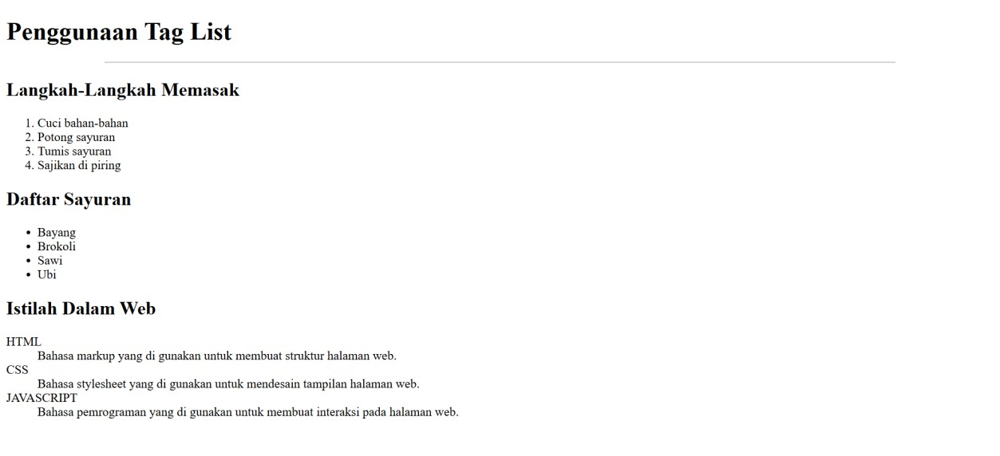 Penggunaan Tag List
Langkah-Langkah Memasak
1. Cuci bahan-bahan
2. Potong sayuran
3. Tumis sayuran
4. Sajikan di piring
Daftar Sayuran
• Bayang
• Brokoli
• Sawi
• Ubi
Istilah Dalam Web
HTML
Bahasa markup yang di gunakan untuk membuat struktur halaman web.
CSS
Bahasa stylesheet yang di gunakan untuk mendesain tampilan halaman web.
JAVASCRIPT
Bahasa pemrograman yang di gunakan untuk membuat interaksi pada halaman web.